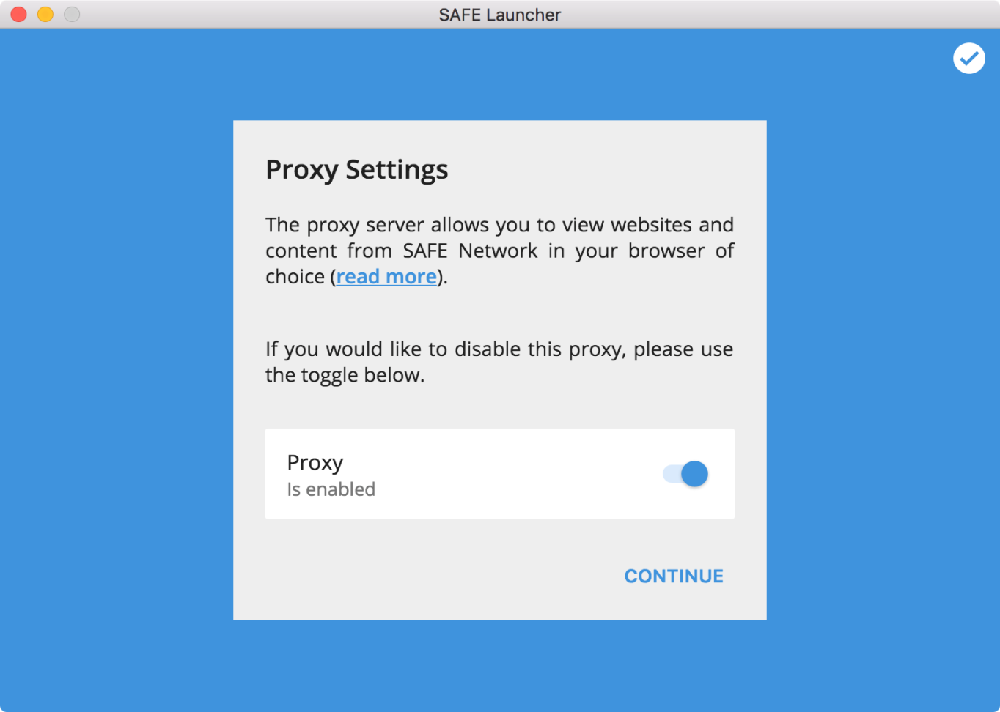 SAFE Launcher
Proxy Settings
The proxy server allows you to view websites and
content from SAFE Network in your browser of
choice (read more).
If you would like to disable this proxy, please use
the toggle below.
Proxy
Is enabled
CONTINUE